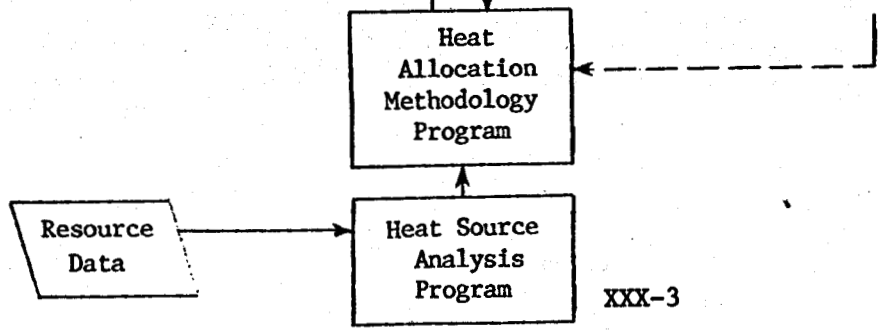 Heat
Allocation
Methodology
Program
Resource
Data
Heat Source
Analysis
Program
XXX-3